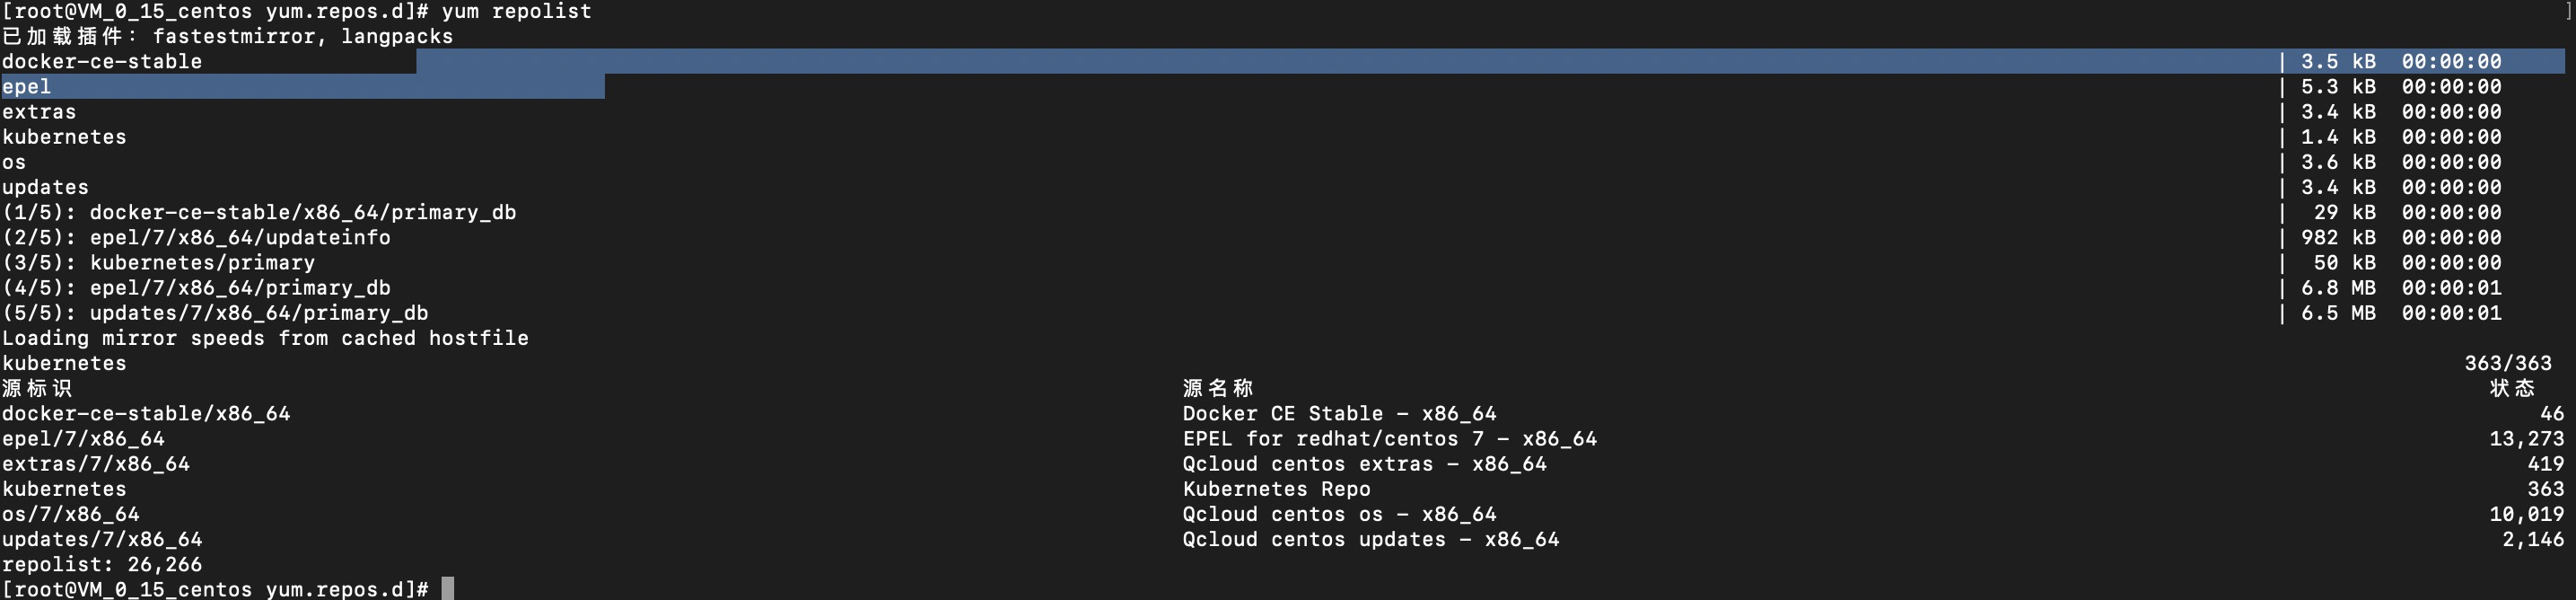 [root@VM_0_15_centos yum.repos.d]# yum repolist ]
已加载插件：fastestmirror, langpacks
docker-ce-stable | 3.5 kB 00:00:00
epel | 5.3 kB 00:00:00
extras | 3.4 kB 00:00:00
kubernetes | 1.4 kB 00:00:00
os | 3.6 kB 00:00:00
updates | 3.4 kB 00:00:00
(1/5): docker-ce-stable/x86_64/primary_db | 29 kB 00:00:00
(2/5): epel/7/x86_64/updateinfo | 982 kB 00:00:00
(3/5): kubernetes/primary | 50 kB 00:00:00
(4/5): epel/7/x86_64/primary_db | 6.8 MB 00:00:01
(5/5): updates/7/x86_64/primary_db | 6.5 MB 00:00:01
Loading mirror speeds from cached hostfile
kubernetes 363/363
源标识 源名称 状态
docker-ce-stable/x86_64 Docker CE Stable - x86_64 46
epel/7/x86_64 EPEL for redhat/centos 7 - x86_64 13,273
extras/7/x86_64 Qcloud centos extras - x86_64 419
kubernetes Kubernetes Repo 363
os/7/x86_64 Qcloud centos os - x86_64 10,019
updates/7/x86_64 Qcloud centos updates - x86_64 2,146
repolist: 26,266
[root@VM_0_15_centos yum.repos.d]#